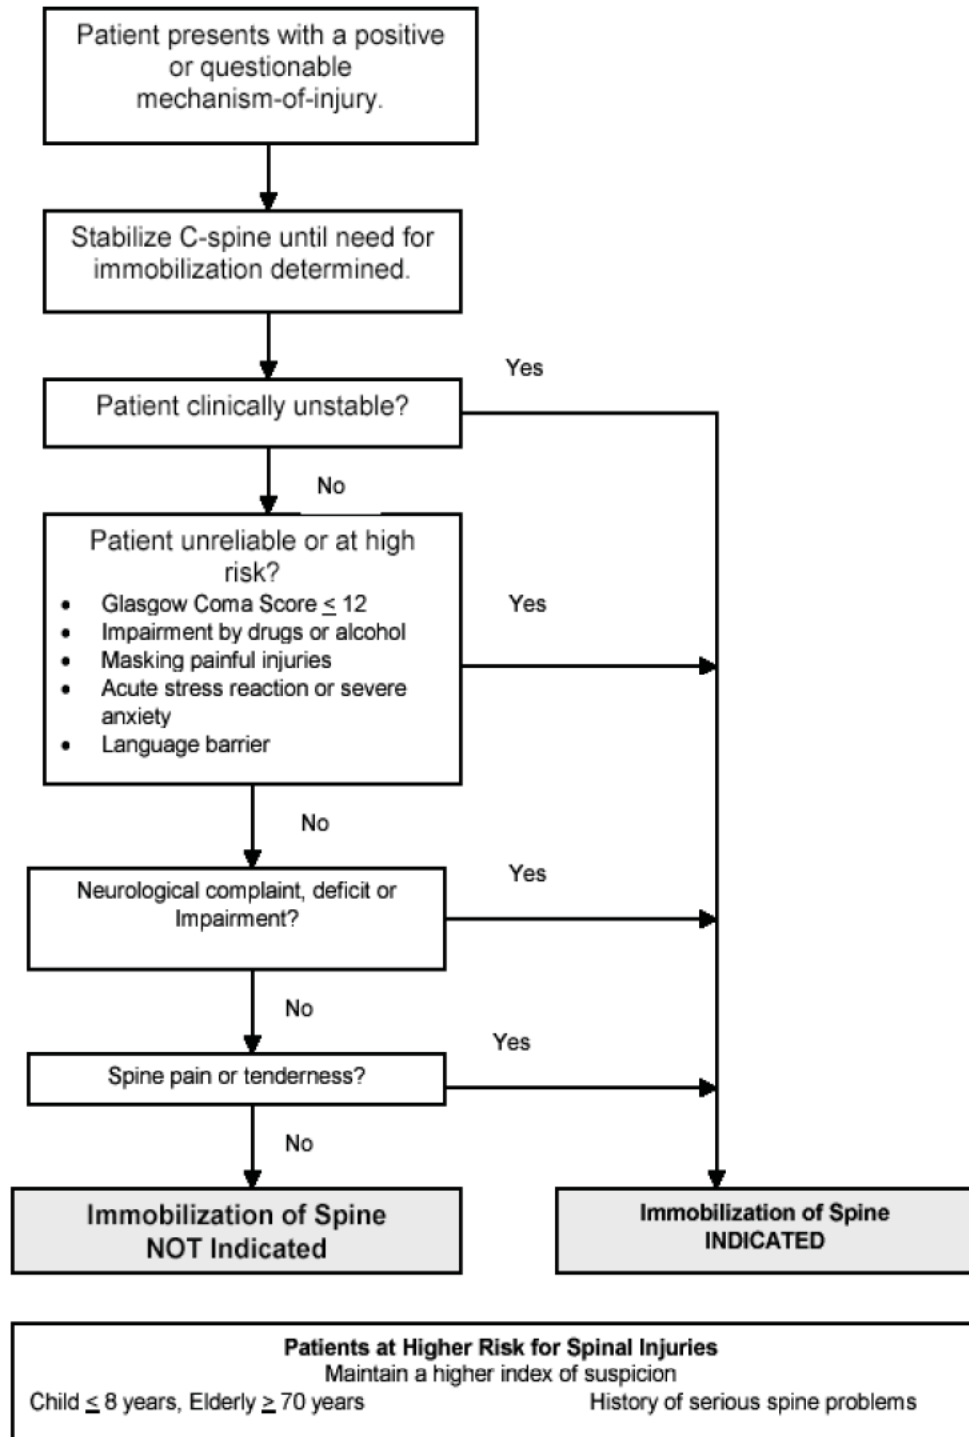 Patient presents with a positive
or questionable
mechanism-of-injury.
Stabilize C-spine until need for
immobilization determined.
Yes
Patient clinically unstable?
No
Patient unreliable or at high
risk?
• Glasgow Coma Score ≤ 12
Yes
• Impairment by drugs or alcohol
• Masking painful injuries
• Acute stress reaction or severe
anxiety
• Language barrier
No
Yes
Neurological complaint, deficit or
Impairment?
No
Yes
Spine pain or tenderness?
No
Immobilization of Spine
NOT Indicated
Immobilization of Spine
INDICATED
Patients at Higher Risk for Spinal Injuries
Maintain a higher index of suspicion
Child ≤ 8 years, Elderly ≥ 70 years
History of serious spine problems